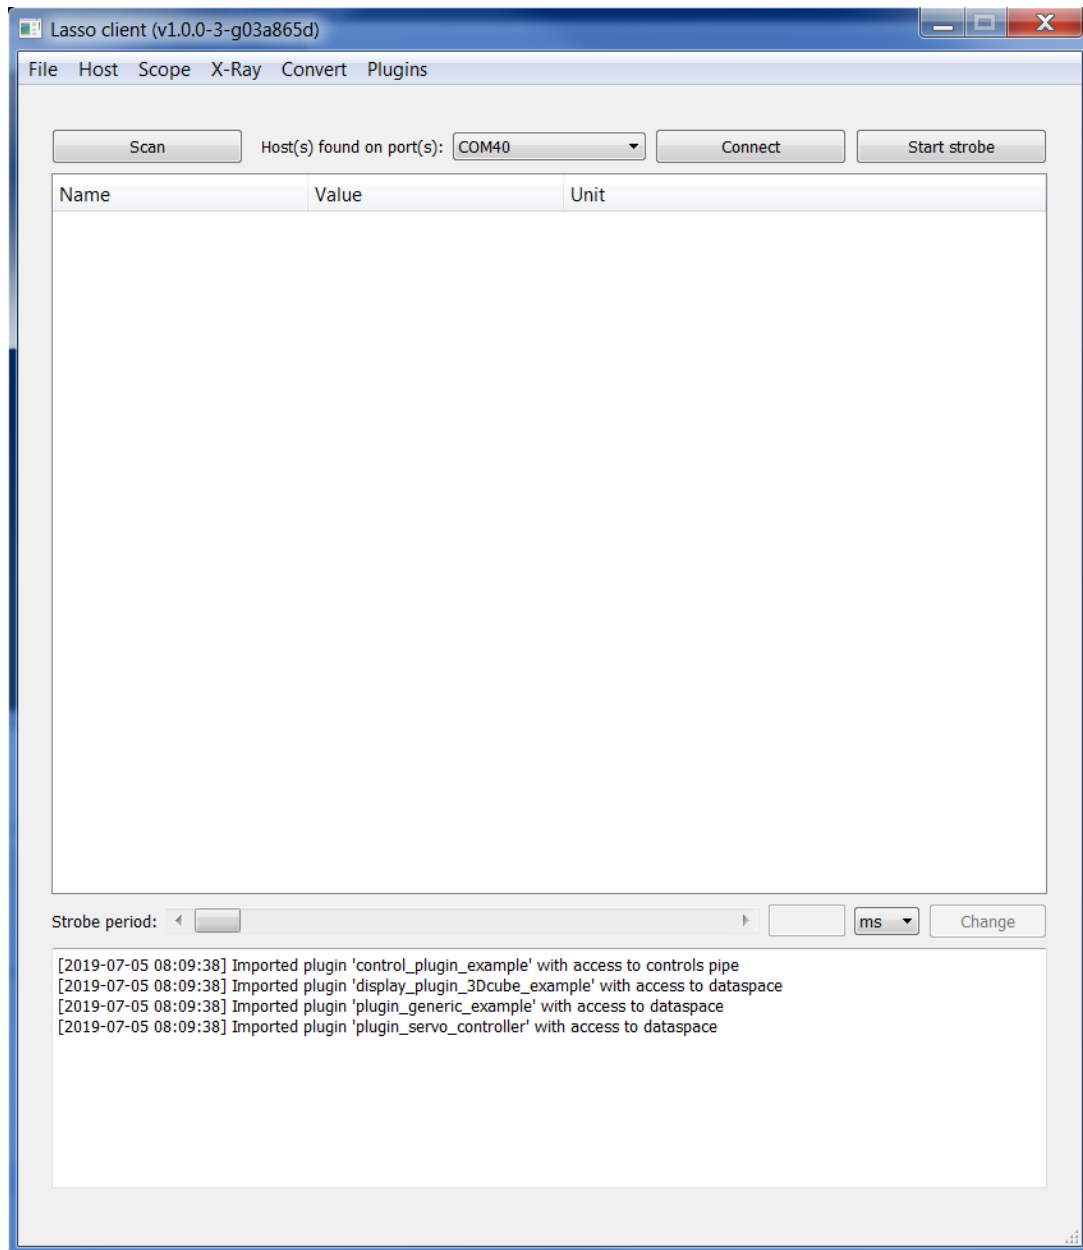 Lasso client (v1.0.0-3-g03a865d)
File Host Scope X-Ray Convert Plugins
Scan Host(s) found on port(s): COM40 Connect Start strobe
Name Value Unit
Strobe period: ms Change
[2019-07-05 08:09:38] Imported plugin 'control_plugin_example' with access to controls pipe
[2019-07-05 08:09:38] Imported plugin 'display_plugin_3Dcube_example' with access to dataspace
[2019-07-05 08:09:38] Imported plugin 'plugin_generic_example' with access to dataspace
[2019-07-05 08:09:38] Imported plugin 'plugin_servo_controller' with access to dataspace